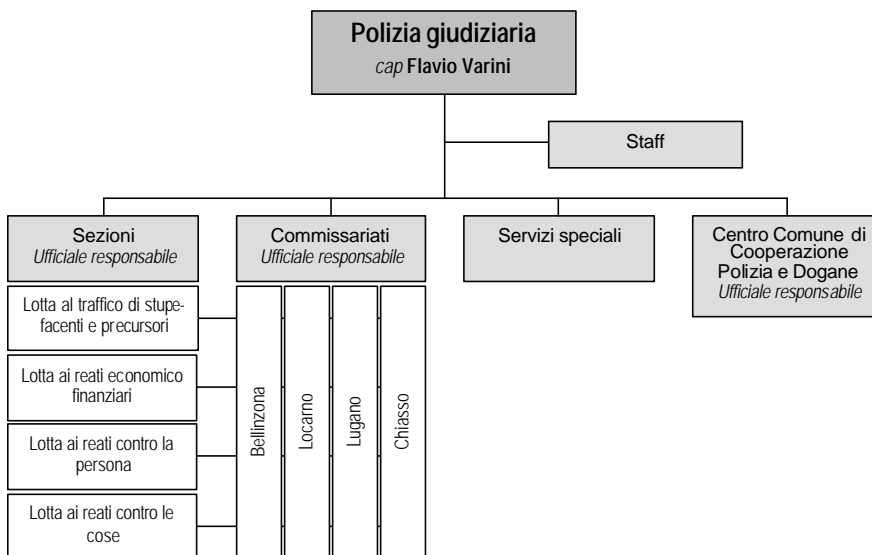 Polizia giudiziaria
cap Flavio Varini
Staff
Sezioni
Ufficiale responsabile
Commissariati
Ufficiale responsabile
Servizi speciali
Centro Comune di
Cooperazione
Polizia e Dogane
Ufficiale responsabile
Lotta al traffico di stupe-
facenti e precursori
Lotta ai reati economico
finanziari
Lotta ai reati contro la
persona
Lotta ai reati contro le
cose
Bellinzona
Locarno
Lugano
Chiasso